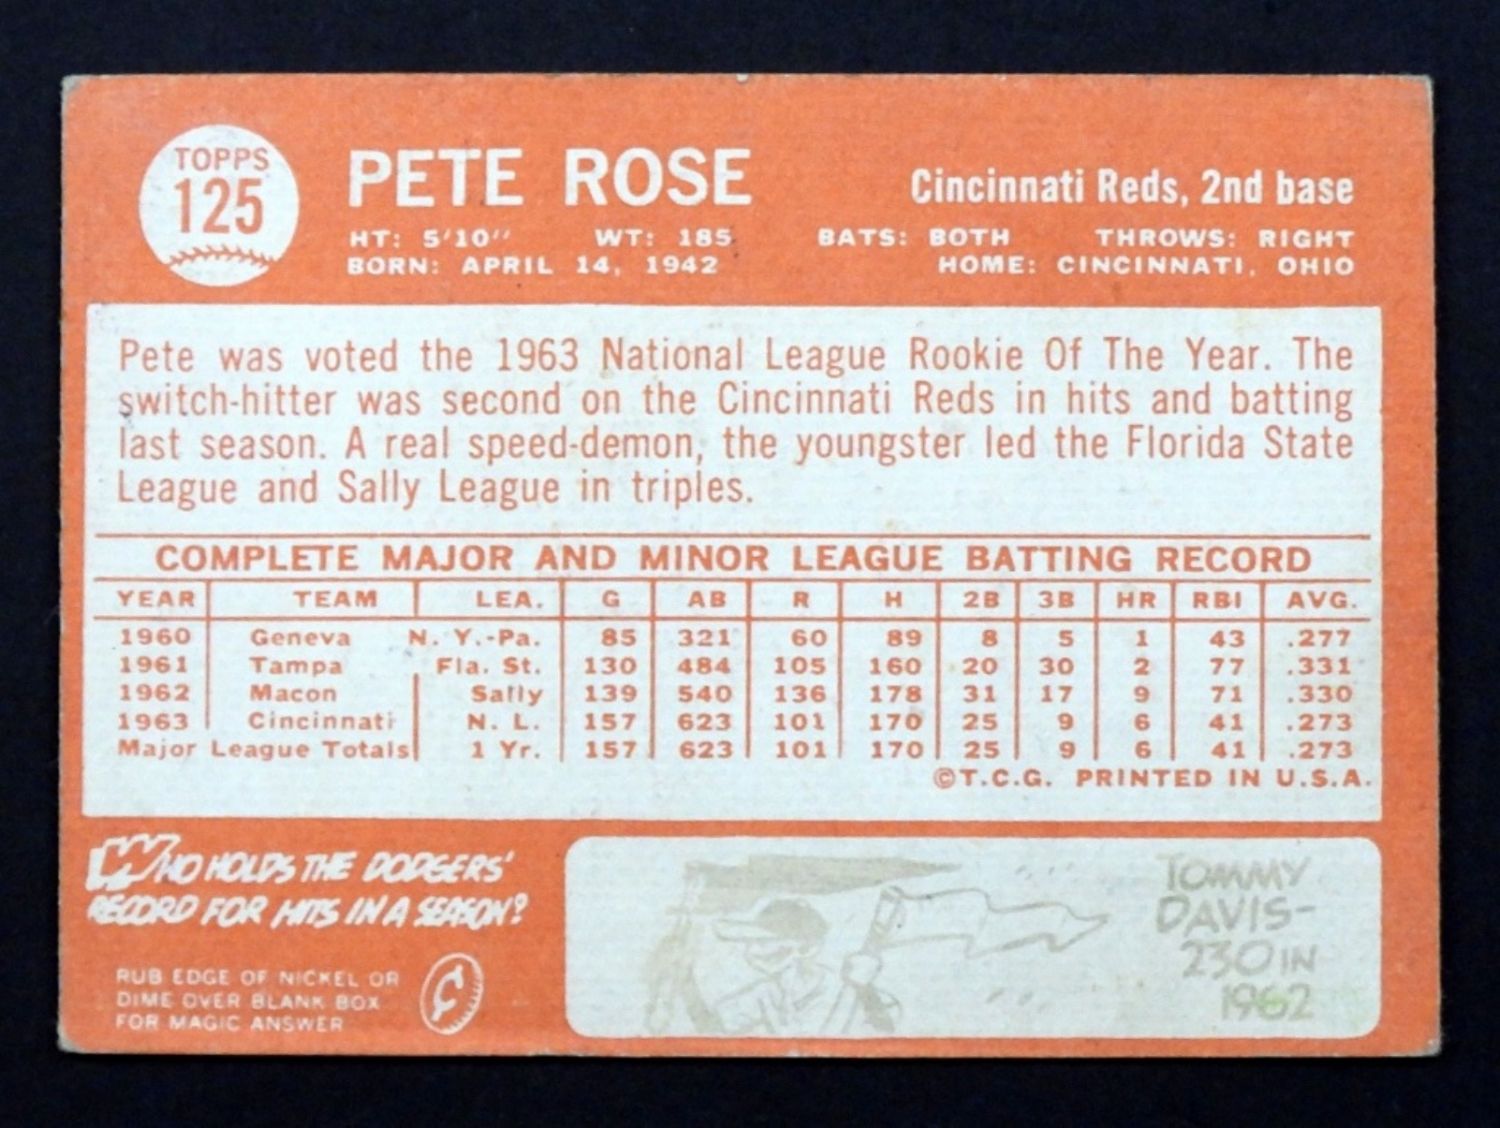 TOPPS
125
PETE ROSE
Cincinnati Reds, 2nd base
HT: 5'10'' WT: 185 BATS: BOTH THROWS: RIGHT
BORN: APRIL 14, 1942 HOME: CINCINNATI, OHIO
Pete was voted the 1963 National League Rookie Of The Year. The
switch-hitter was second on the Cincinnati Reds in hits and batting
last season. A real speed-demon, the youngster led the Florida State
League and Sally League in triples.
COMPLETE MAJOR AND MINOR LEAGUE BATTING RECORD
YEAR TEAM LEA. G AB R H 2B 3B HR RBI AVG.
1960 Geneva N. Y.-Pa. 85 321 60 89 8 5 1 43 .277
1961 Tampa Fla. St. 130 484 105 160 20 30 2 77 .331
1962 Macon Sally 139 540 136 178 31 17 9 71 .330
1963 Cincinnati N. L. 157 623 101 170 25 9 6 41 .273
Major League Totals 1 Yr. 157 623 101 170 25 9 6 41 .273
©T.C.G. PRINTED IN U.S.A.
WHO HOLDS THE DODGERS'
RECORD FOR HITS IN A SEASON?
RUB EDGE OF NICKEL OR
DIME OVER BLANK BOX
FOR MAGIC ANSWER
¢
TOMMY
DAVIS-
230 IN
1962